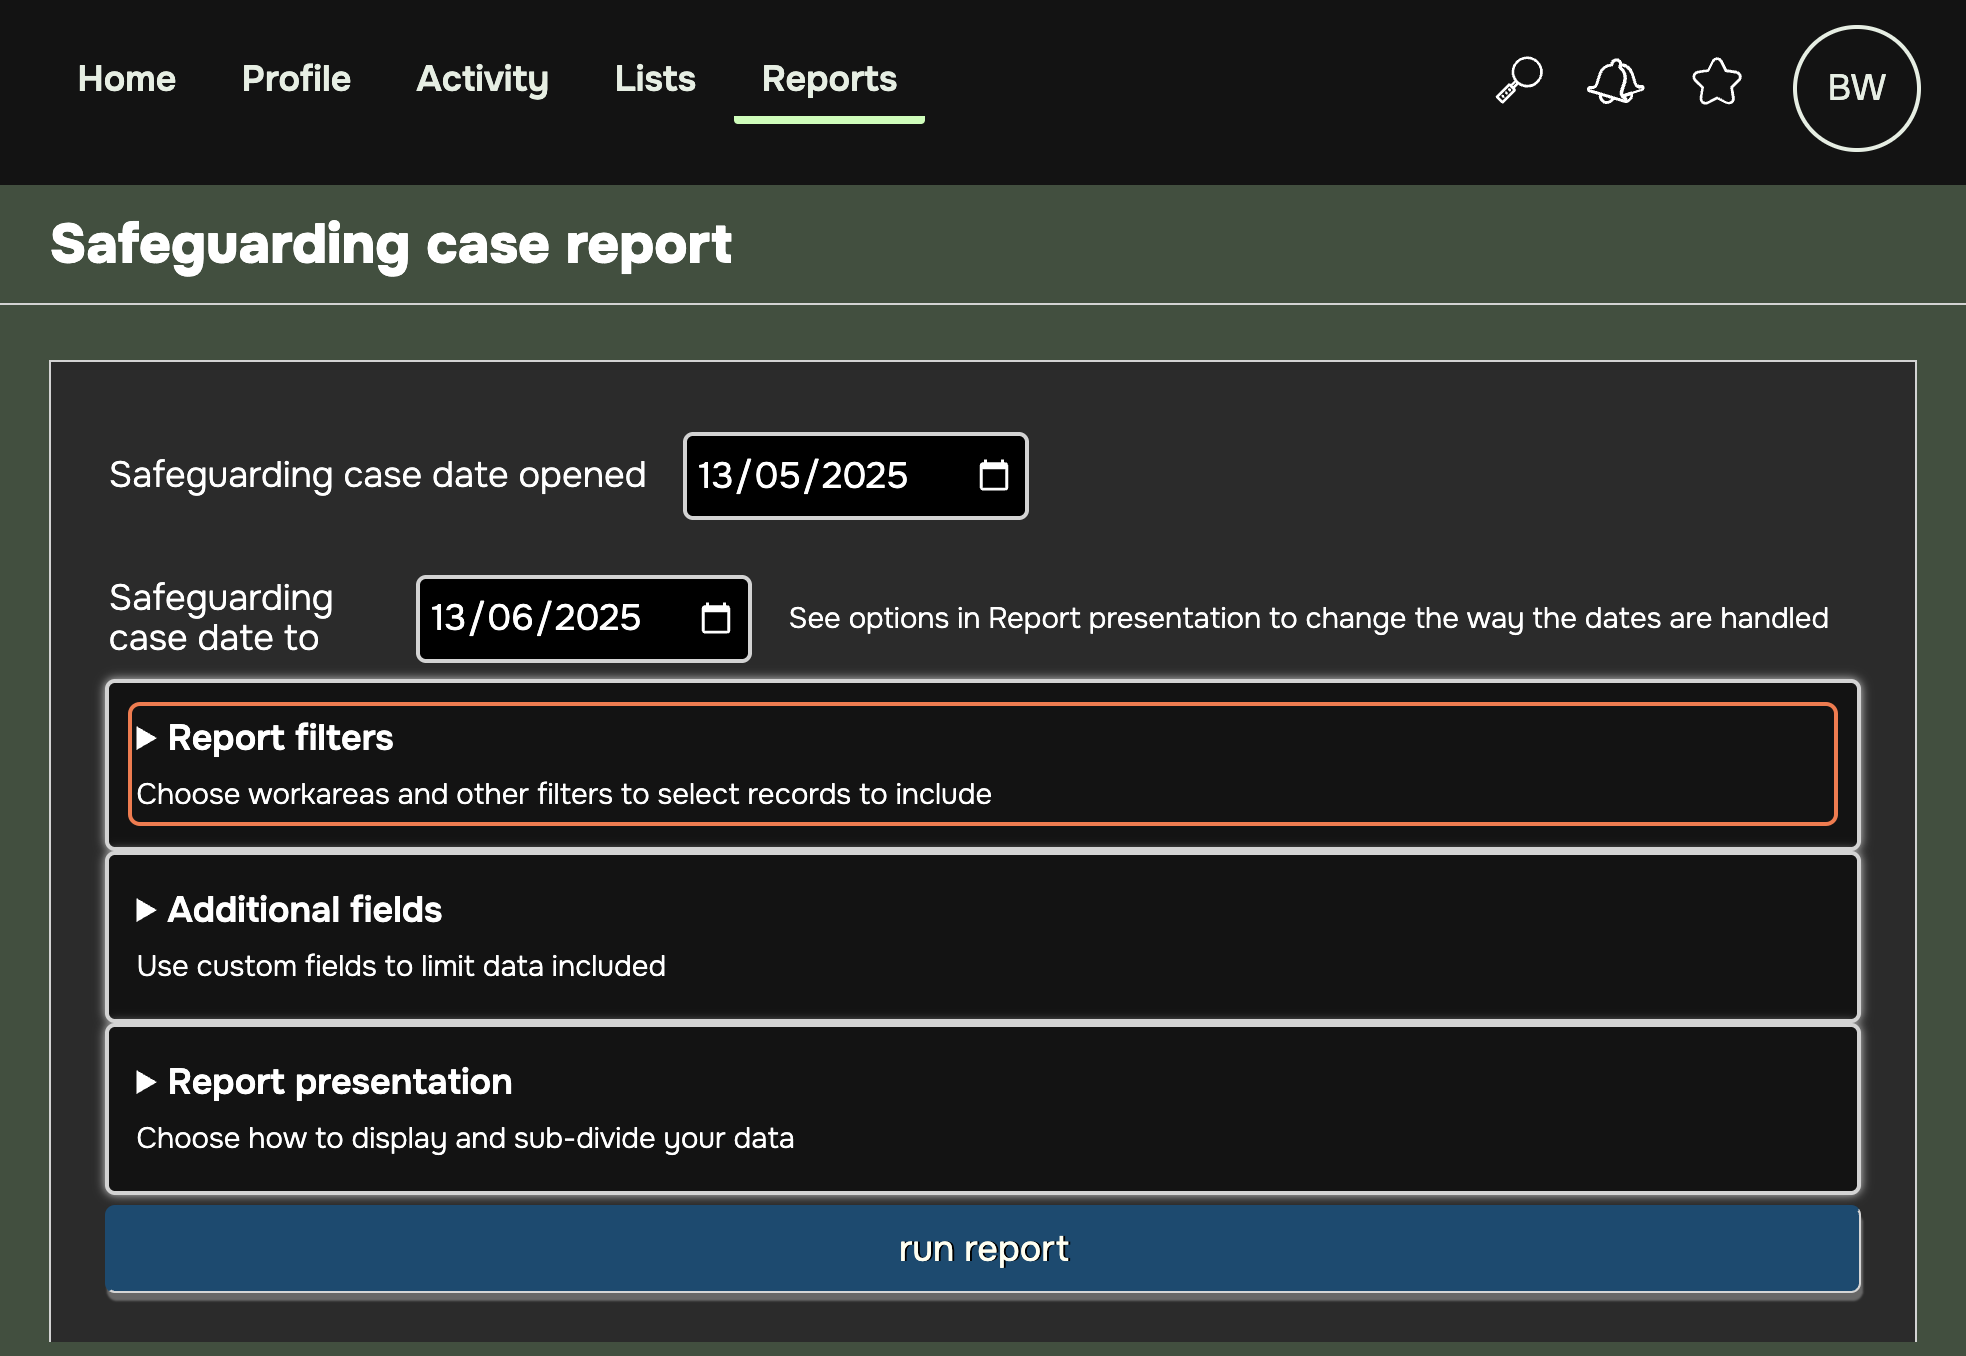 Home Profile Activity Lists Reports BW
Safeguarding case report
Safeguarding case date opened 13/05/2025
Safeguarding
case date to 13/06/2025 See options in Report presentation to change the way the dates are handled
Report filters
Choose workareas and other filters to select records to include
Additional fields
Use custom fields to limit data included
Report presentation
Choose how to display and sub-divide your data
run report